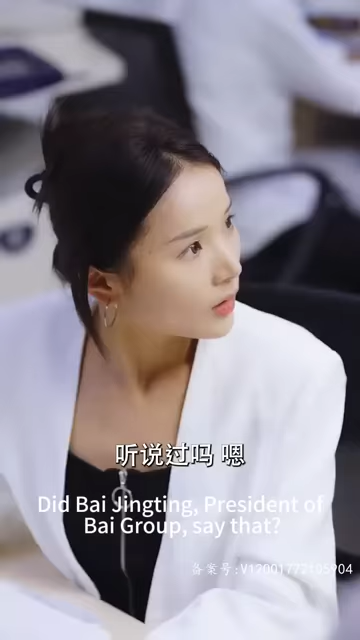 听说过吗 嗯
Did Bai Jingting, President of
Bai Group, say that?
备案号:V12001772105904